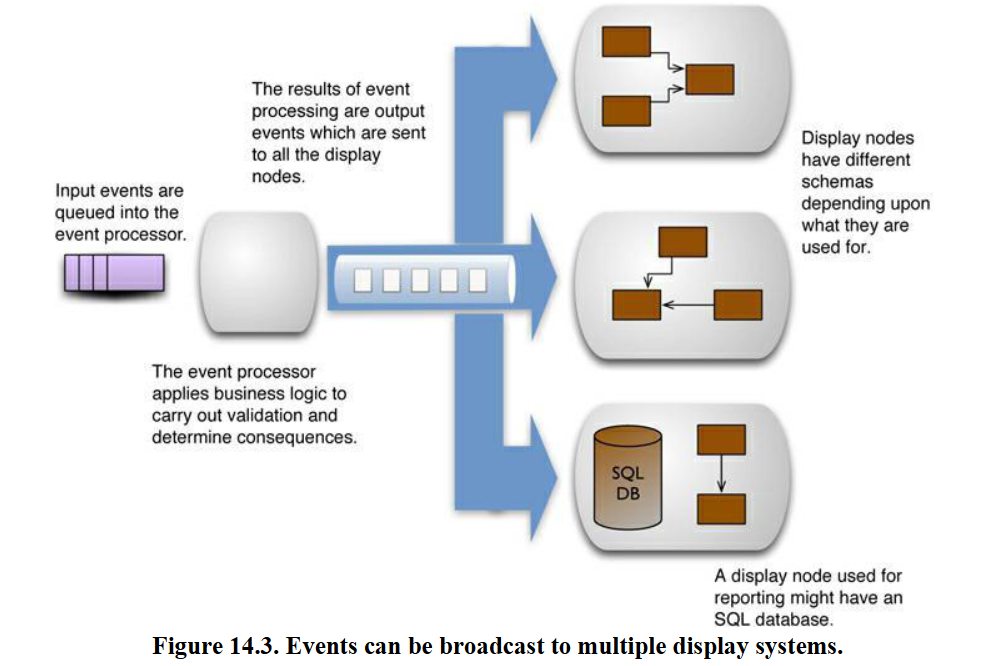 The results of event
processing are output
events which are sent
to all the display
nodes.
Input events are
queued into the
event processor.
Display nodes
have different
schemas
depending upon
what they are
used for.
The event processor
applies business logic to
carry out validation and
determine consequences.
SQL
DB
A display node used for
reporting might have an
SQL database.
Figure 14.3. Events can be broadcast to multiple display systems.